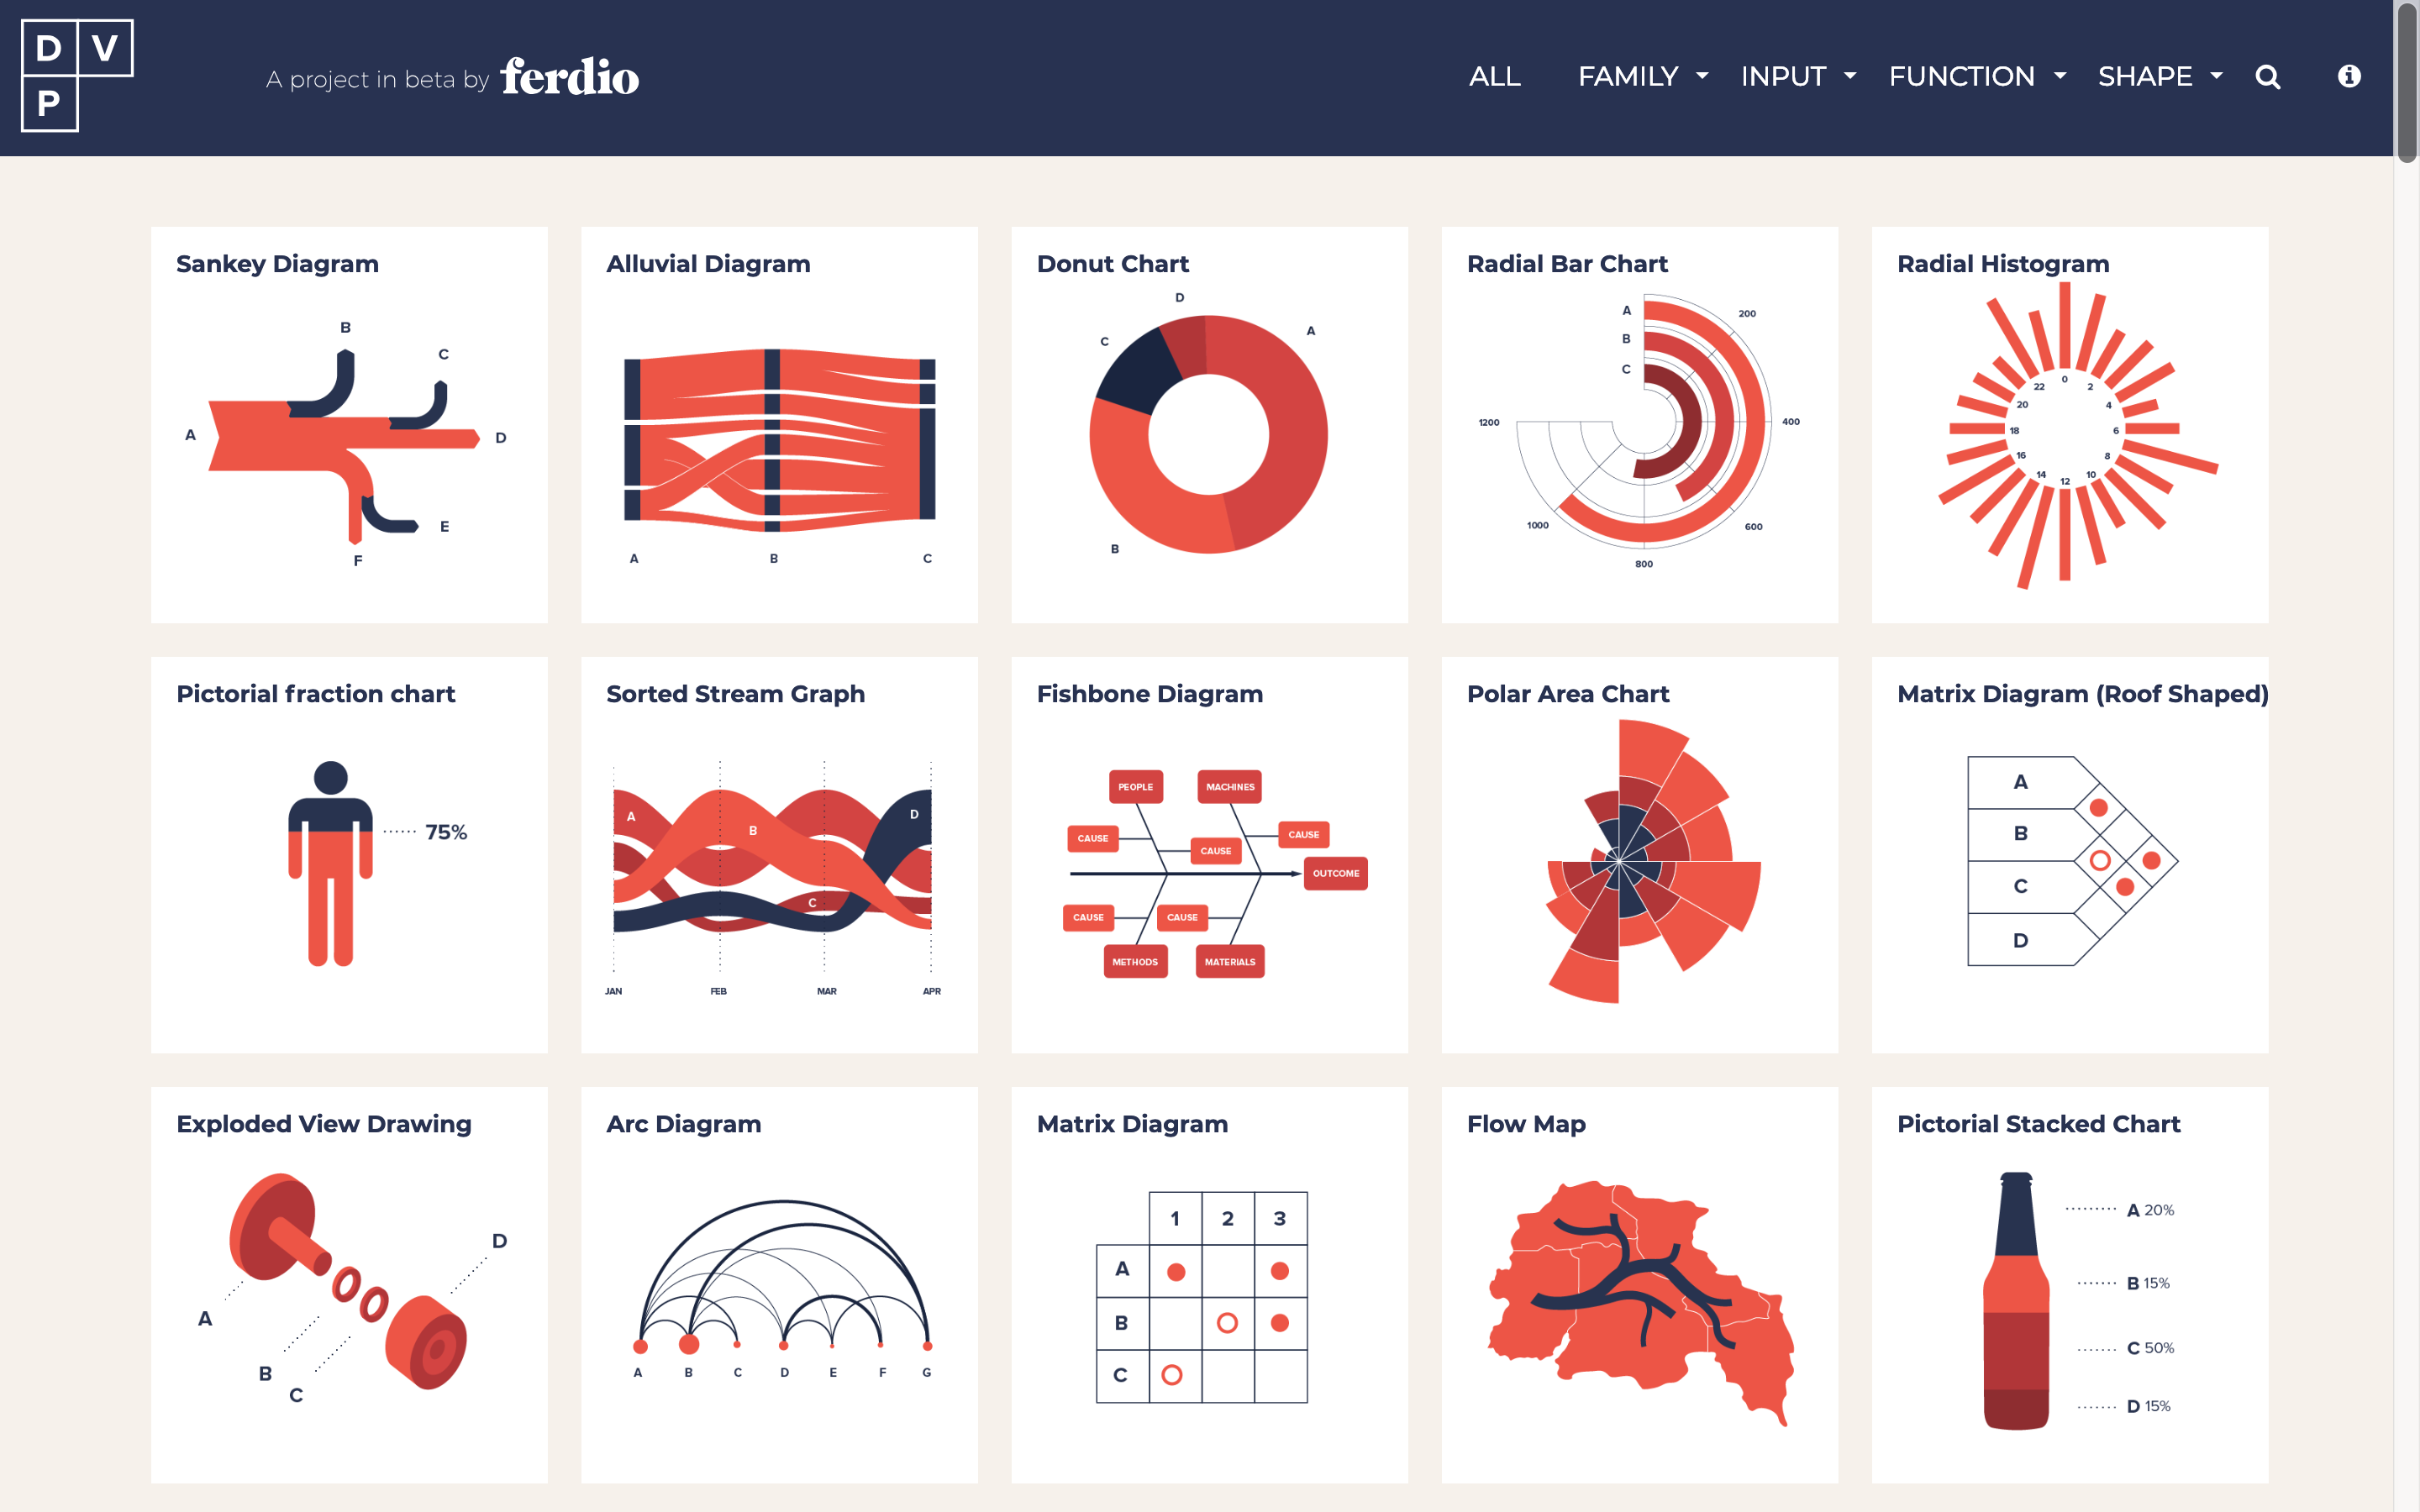 D V
P
A project in beta by ferdio
ALL FAMILY INPUT FUNCTION SHAPE
Sankey Diagram
B
C
A
D
E
F
Alluvial Diagram
A B C
Donut Chart
D
A
C
B
Radial Bar Chart
A
200
B
C
1200
400
1000
600
800
Radial Histogram
0
22 2
20 4
18 6
16 8
14 10
12
Pictorial fraction chart
75%
Sorted Stream Graph
A
B
D
C
JAN FEB MAR APR
Fishbone Diagram
PEOPLE MACHINES
CAUSE
CAUSE
CAUSE
OUTCOME
CAUSE CAUSE
METHODS MATERIALS
Polar Area Chart
Matrix Diagram (Roof Shaped)
A
B
C
D
Exploded View Drawing
D
A
B
C
Arc Diagram
A B C D E F G
Matrix Diagram
1 2 3
A
B
C
Flow Map
Pictorial Stacked Chart
A 20%
B 15%
C 50%
D 15%